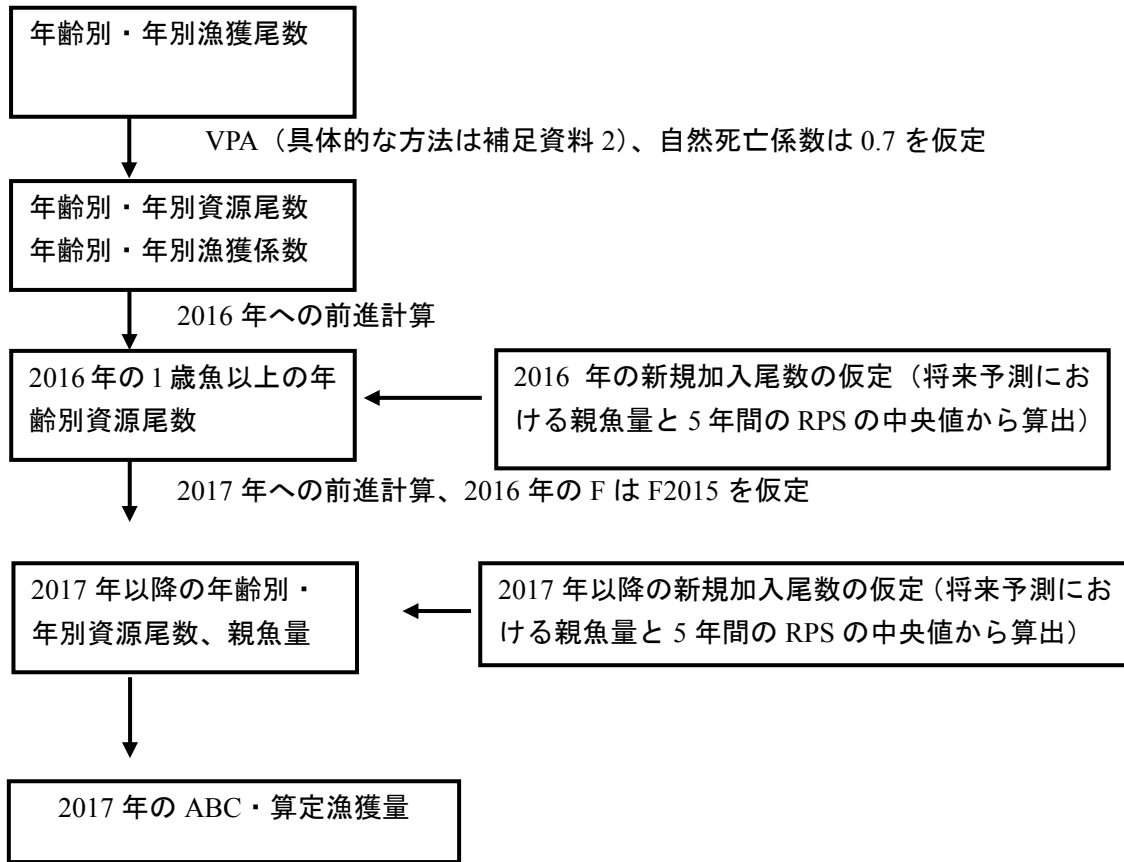 年齢別・年別漁獲尾数
VPA（具体的な方法は補足資料 2）、自然死亡係数は 0.7 を仮定
年齢別・年別資源尾数
年齢別・年別漁獲係数
2016 年への前進計算
2016 年の 1 歳魚以上の年
齢別資源尾数
2016 年の新規加入尾数の仮定（将来予測にお
ける親魚量と 5 年間の RPS の中央値から算出）
2017 年への前進計算、2016 年の F は F2015 を仮定
2017 年以降の年齢別・
年別資源尾数、親魚量
2017 年以降の新規加入尾数の仮定（将来予測にお
ける親魚量と 5 年間の RPS の中央値から算出）
2017 年の ABC・算定漁獲量